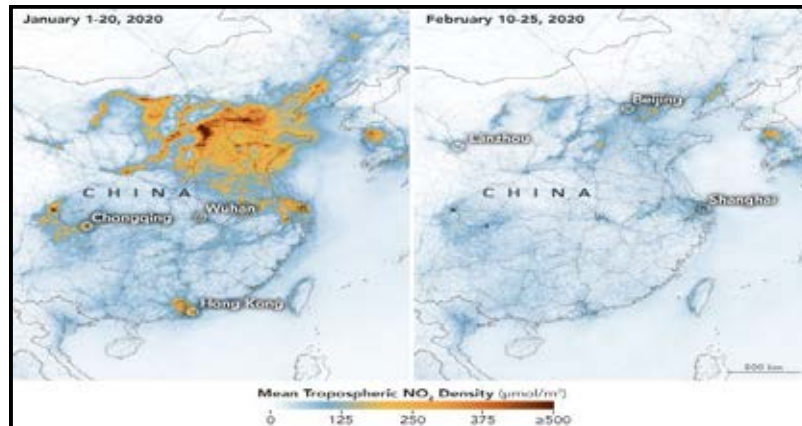 January 1-20, 2020
February 10-25, 2020
Beijing
Lanzhou
CHINA
CHINA
Wuhan
Chongqing
Shanghai
Hong Kong
800 km
Mean Tropospheric NO₂ Density (µmol/m²)
0 125 250 375 ≥500